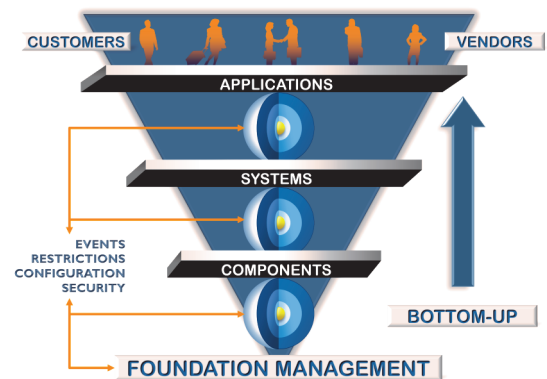 CUSTOMERS
VENDORS
APPLICATIONS
SYSTEMS
EVENTS
RESTRICTIONS
CONFIGURATION
SECURITY
COMPONENTS
BOTTOM-UP
FOUNDATION MANAGEMENT